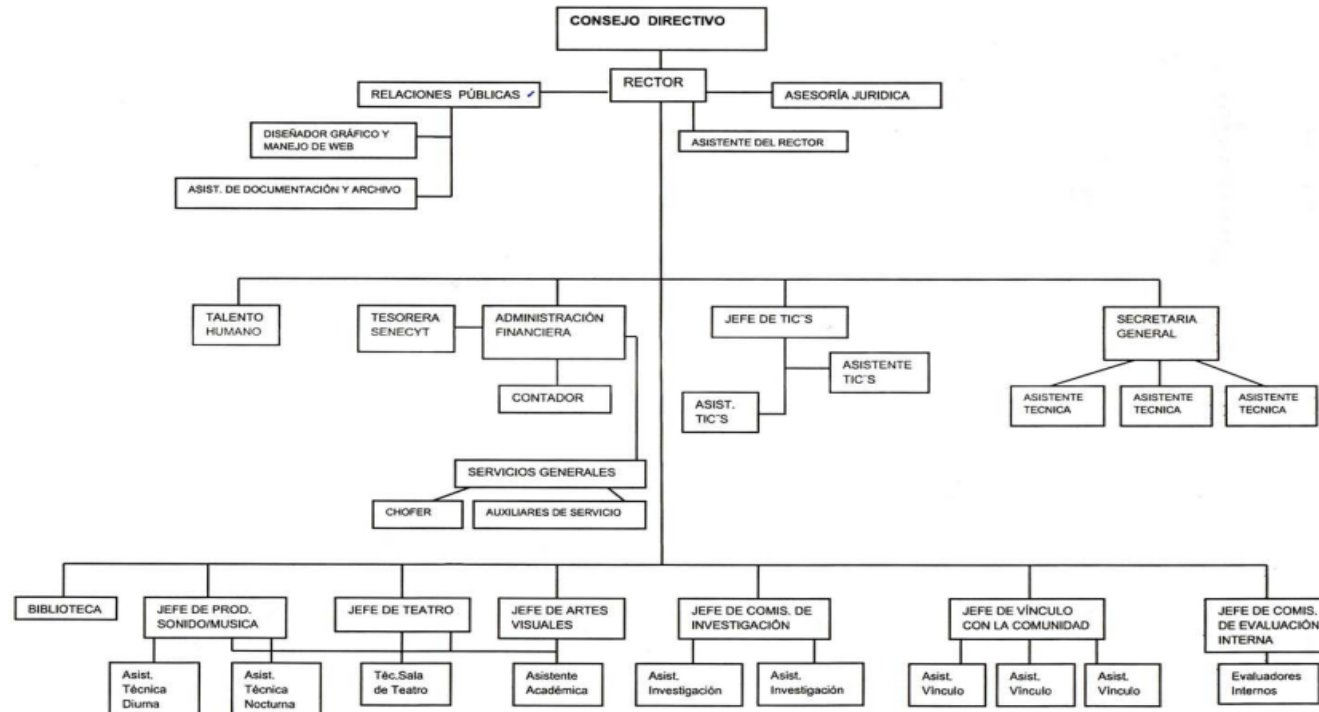 CONSEJO DIRECTIVO
RECTOR
RELACIONES PÚBLICAS
ASESORÍA JURIDICA
DISEÑADOR GRÁFICO Y
MANEJO DE WEB
ASISTENTE DEL RECTOR
ASIST. DE DOCUMENTACIÓN Y ARCHIVO
TALENTO
HUMANO
TESORERA
SENECYT
ADMINISTRACIÓN
FINANCIERA
JEFE DE TIC¨S
SECRETARIA
GENERAL
CONTADOR
ASIST.
TIC¨S
ASISTENTE
TIC¨S
ASISTENTE
TECNICA
ASISTENTE
TECNICA
ASISTENTE
TECNICA
SERVICIOS GENERALES
CHOFER
AUXILIARES DE SERVICIO
BIBLIOTECA
JEFE DE PROD.
SONIDO/MUSICA
JEFE DE TEATRO
JEFE DE ARTES
VISUALES
JEFE DE COMIS. DE
INVESTIGACIÓN
JEFE DE VÍNCULO
CON LA COMUNIDAD
JEFE DE COMIS.
DE EVALUACIÓN
INTERNA
Asist.
Técnica
Diurna
Asist.
Técnica
Nocturna
Téc.Sala
de Teatro
Asistente
Académica
Asist.
Investigación
Asist.
Investigación
Asist.
Vínculo
Asist.
Vínculo
Asist.
Vínculo
Evaluadores
Internos